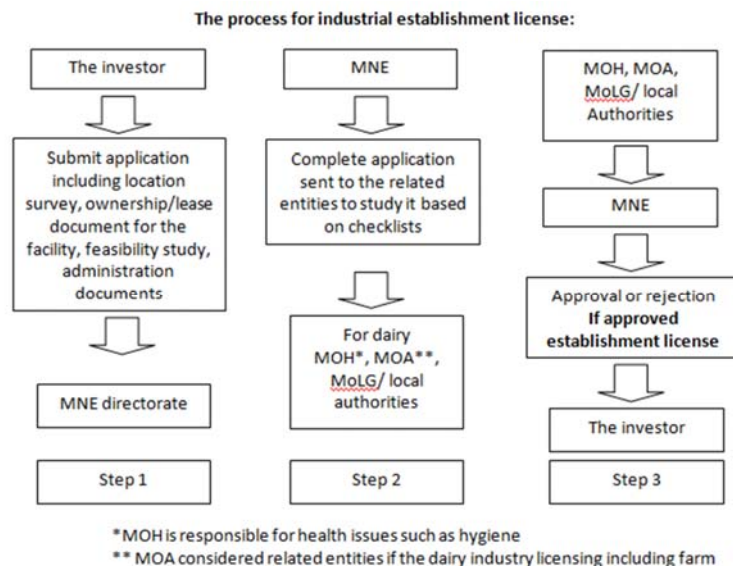 The process for industrial establishment license:
The investor
Submit application
including location
survey, ownership/lease
document for the
facility, feasibility study,
administration
documents
MNE directorate
Step 1
MNE
Complete application
sent to the related
entities to study it based
on checklists
For dairy
MOH*, MOA**,
MoLG/ local
authorities
Step 2
MOH, MOA,
MoLG/ local
Authorities
MNE
Approval or rejection
If approved
establishment license
The investor
Step 3
*MOH is responsible for health issues such as hygiene
** MOA considered related entities if the dairy industry licensing including farm